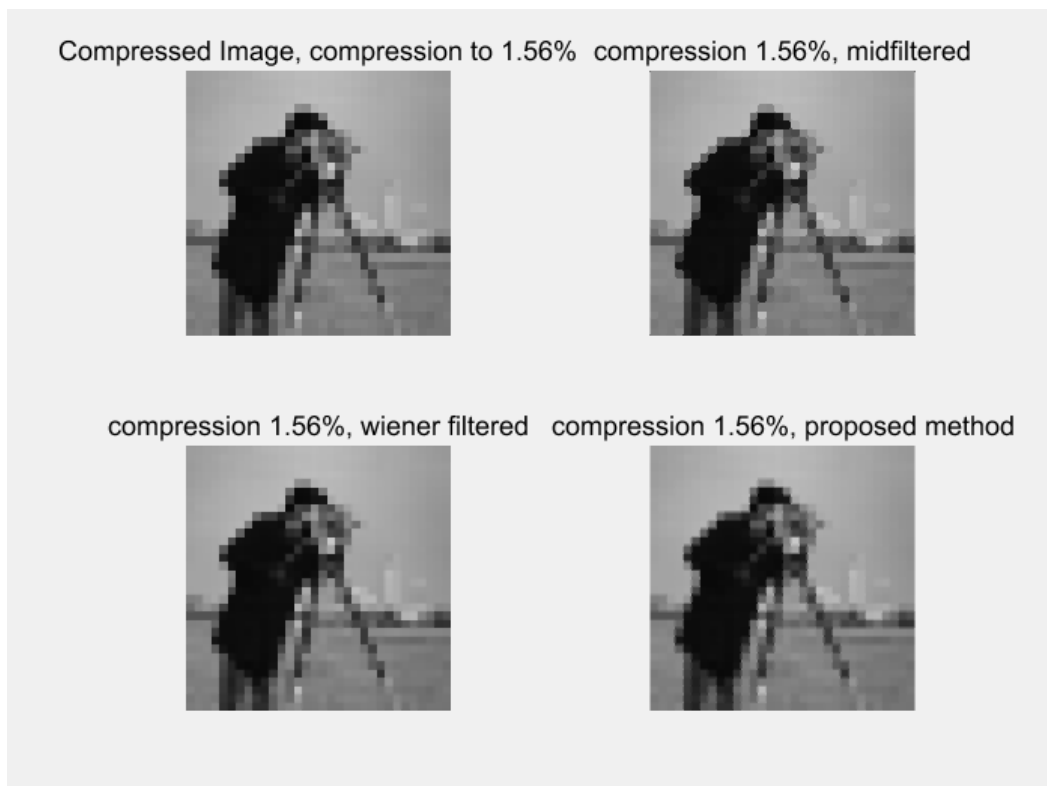 Compressed Image, compression to 1.56%
compression 1.56%, midfiltered
compression 1.56%, wiener filtered
compression 1.56%, proposed method